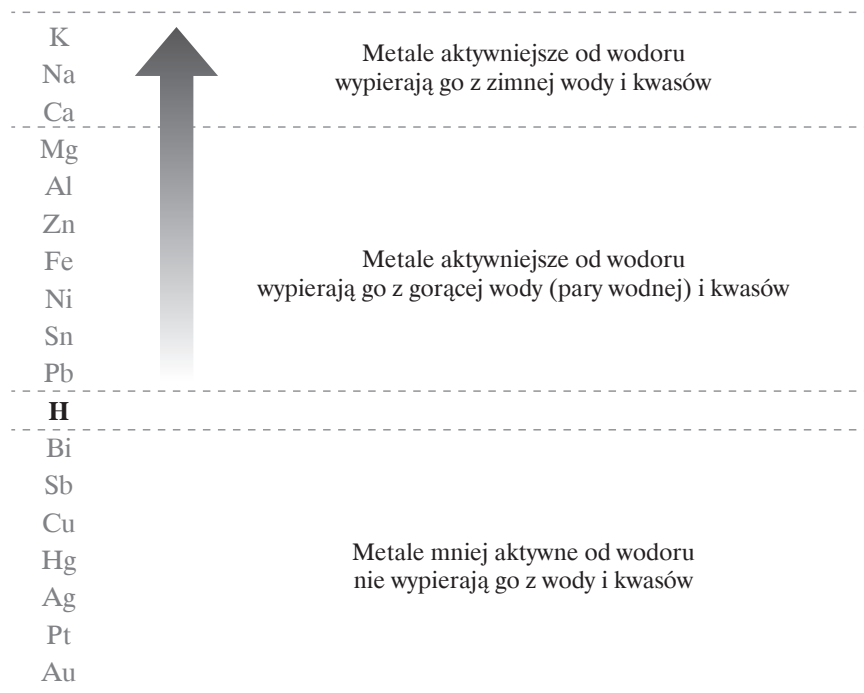 K
Na
Ca
Metale aktywniejsze od wodoru
wypierają go z zimnej wody i kwasów
Mg
Al
Zn
Fe
Ni
Sn
Pb
Metale aktywniejsze od wodoru
wypierają go z gorącej wody (pary wodnej) i kwasów
H
Bi
Sb
Cu
Hg
Ag
Pt
Au
Metale mniej aktywne od wodoru
nie wypierają go z wody i kwasów